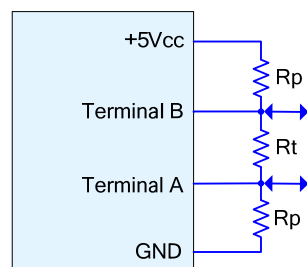 +5Vcc
Rp
Terminal B
Rt
Terminal A
Rp
GND